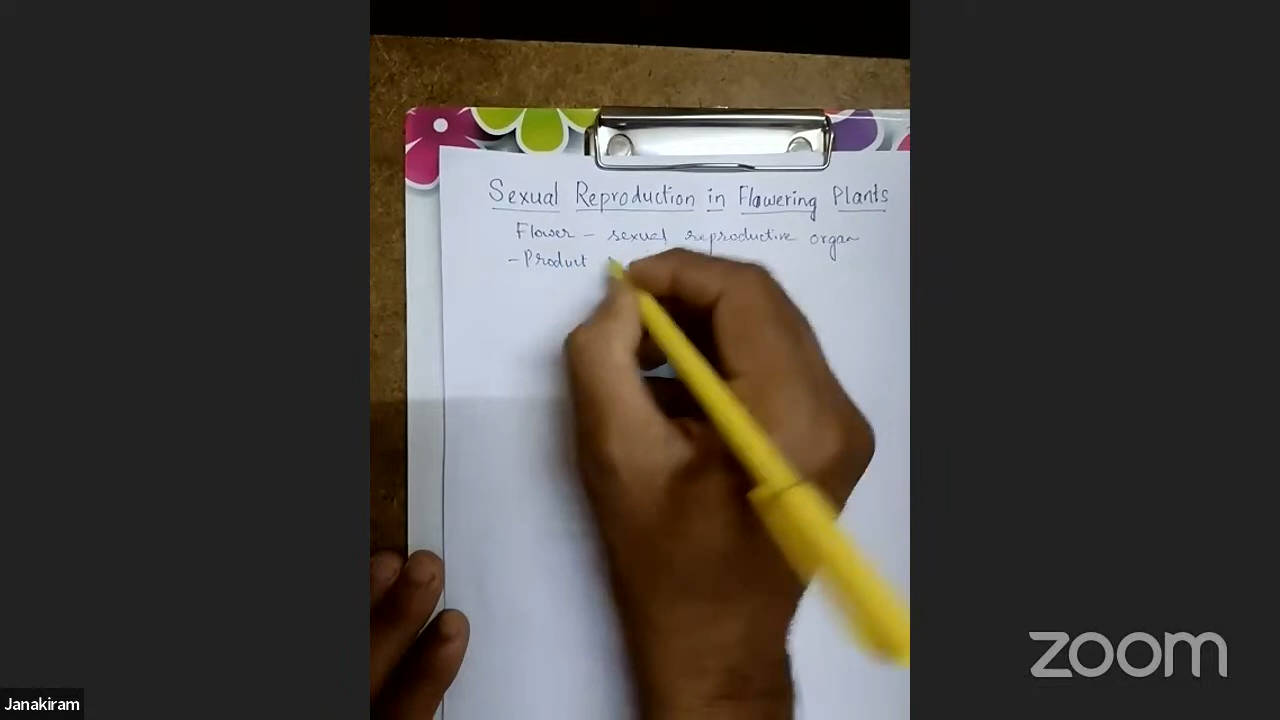 Sexual Reproduction in Flowering Plants
Flower - sexual reproductive organ
- Product
Janakiram
zoom